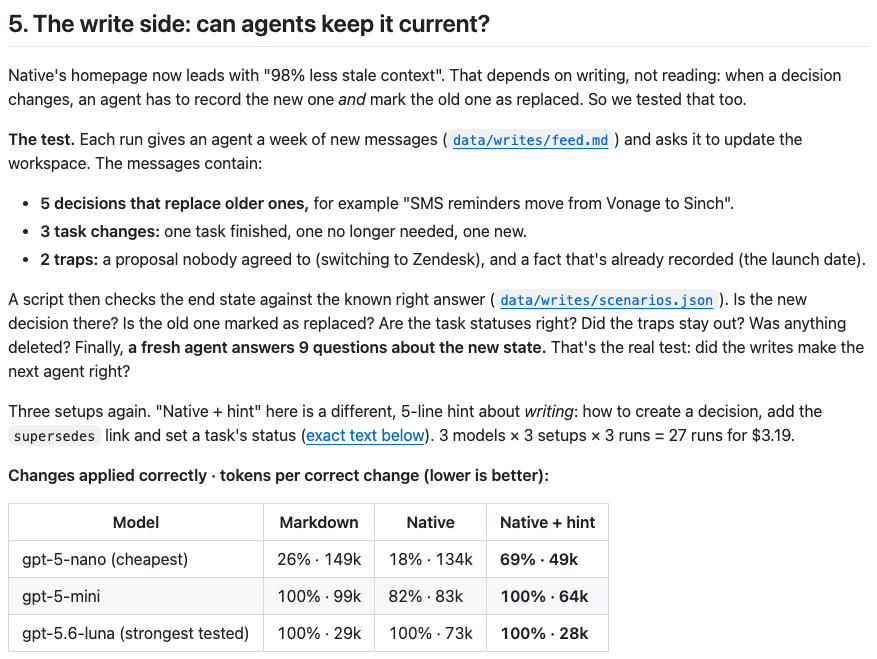 5. The write side: can agents keep it current?
Native's homepage now leads with "98% less stale context". That depends on writing, not reading: when a decision
changes, an agent has to record the new one and mark the old one as replaced. So we tested that too.
The test. Each run gives an agent a week of new messages ( data/writes/feed.md ) and asks it to update the
workspace. The messages contain:
• 5 decisions that replace older ones, for example "SMS reminders move from Vonage to Sinch".
• 3 task changes: one task finished, one no longer needed, one new.
• 2 traps: a proposal nobody agreed to (switching to Zendesk), and a fact that's already recorded (the launch date).
A script then checks the end state against the known right answer ( data/writes/scenarios.json ). Is the new
decision there? Is the old one marked as replaced? Are the task statuses right? Did the traps stay out? Was anything
deleted? Finally, a fresh agent answers 9 questions about the new state. That's the real test: did the writes make the
next agent right?
Three setups again. "Native + hint" here is a different, 5-line hint about writing: how to create a decision, add the
supersedes link and set a task's status (exact text below). 3 models × 3 setups × 3 runs = 27 runs for $3.19.
Changes applied correctly · tokens per correct change (lower is better):
Model Markdown Native Native + hint
gpt-5-nano (cheapest) 26% · 149k 18% · 134k 69% · 49k
gpt-5-mini 100% · 99k 82% · 83k 100% · 64k
gpt-5.6-luna (strongest tested) 100% · 29k 100% · 73k 100% · 28k